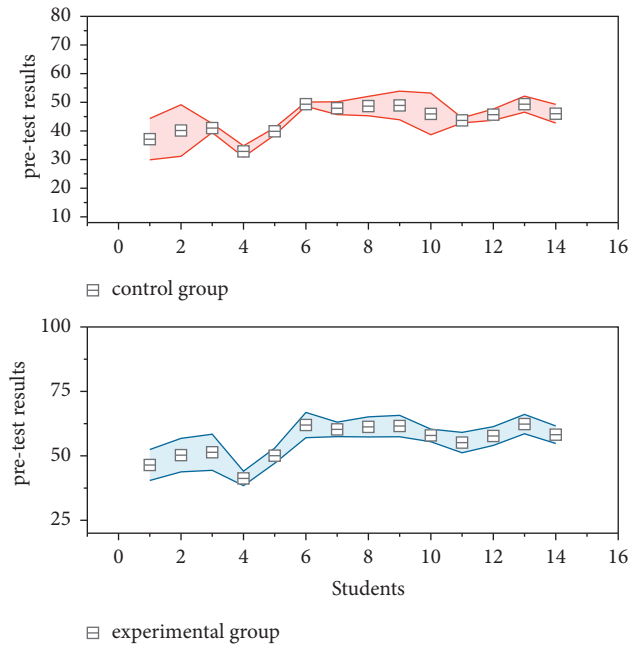 80
70
60
50
40
30
20
10
pre-test results
0 2 4 6 8 10 12 14 16
control group
100
75
50
25
pre-test results
0 2 4 6 8 10 12 14 16
Students
experimental group